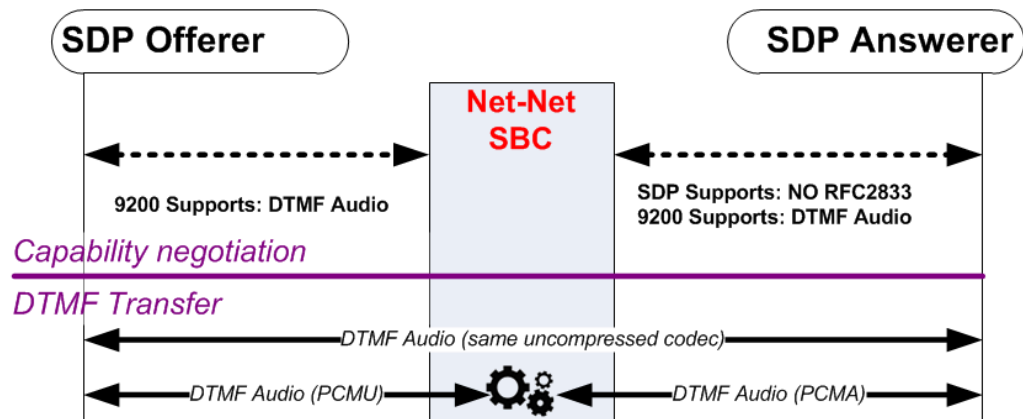 SDP Offerer
SDP Answerer
Net-Net
SBC
9200 Supports: DTMF Audio
SDP Supports: NO RFC2833
9200 Supports: DTMF Audio
Capability negotiation
DTMF Transfer
DTMF Audio (same uncompressed codec)
DTMF Audio (PCMU)
DTMF Audio (PCMA)